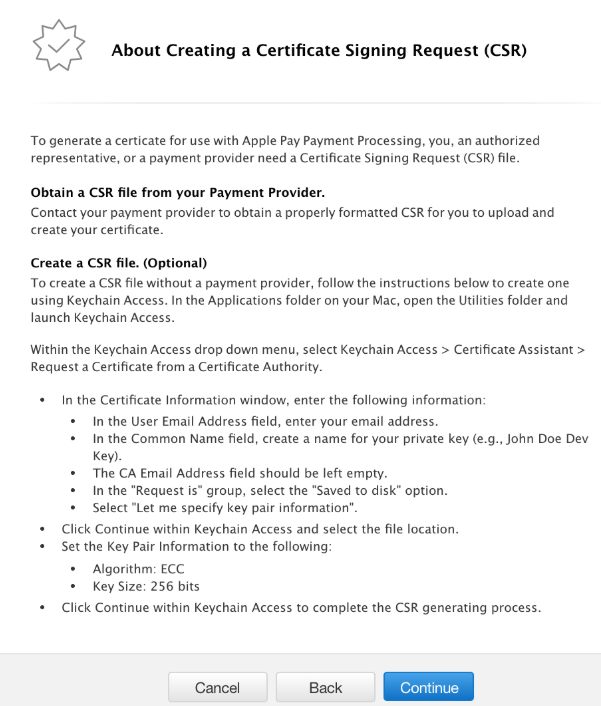 About Creating a Certificate Signing Request (CSR)
To generate a certicate for use with Apple Pay Payment Processing, you, an authorized
representative, or a payment provider need a Certificate Signing Request (CSR) file.
Obtain a CSR file from your Payment Provider.
Contact your payment provider to obtain a properly formatted CSR for you to upload and
create your certificate.
Create a CSR file. (Optional)
To create a CSR file without a payment provider, follow the instructions below to create one
using Keychain Access. In the Applications folder on your Mac, open the Utilities folder and
launch Keychain Access.
Within the Keychain Access drop down menu, select Keychain Access > Certificate Assistant >
Request a Certificate from a Certificate Authority.
• In the Certificate Information window, enter the following information:
• In the User Email Address field, enter your email address.
• In the Common Name field, create a name for your private key (e.g., John Doe Dev
Key).
• The CA Email Address field should be left empty.
• In the "Request is" group, select the "Saved to disk" option.
• Select "Let me specify key pair information".
• Click Continue within Keychain Access and select the file location.
• Set the Key Pair Information to the following:
• Algorithm: ECC
• Key Size: 256 bits
• Click Continue within Keychain Access to complete the CSR generating process.
Cancel Back Continue